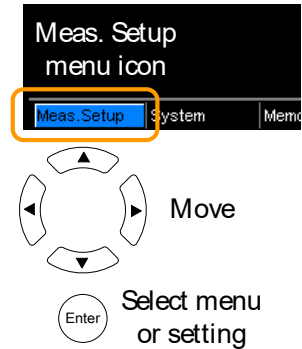 Meas. Setup
menu icon
Meas.Setup System Memo
Move
Enter
Select menu
or setting